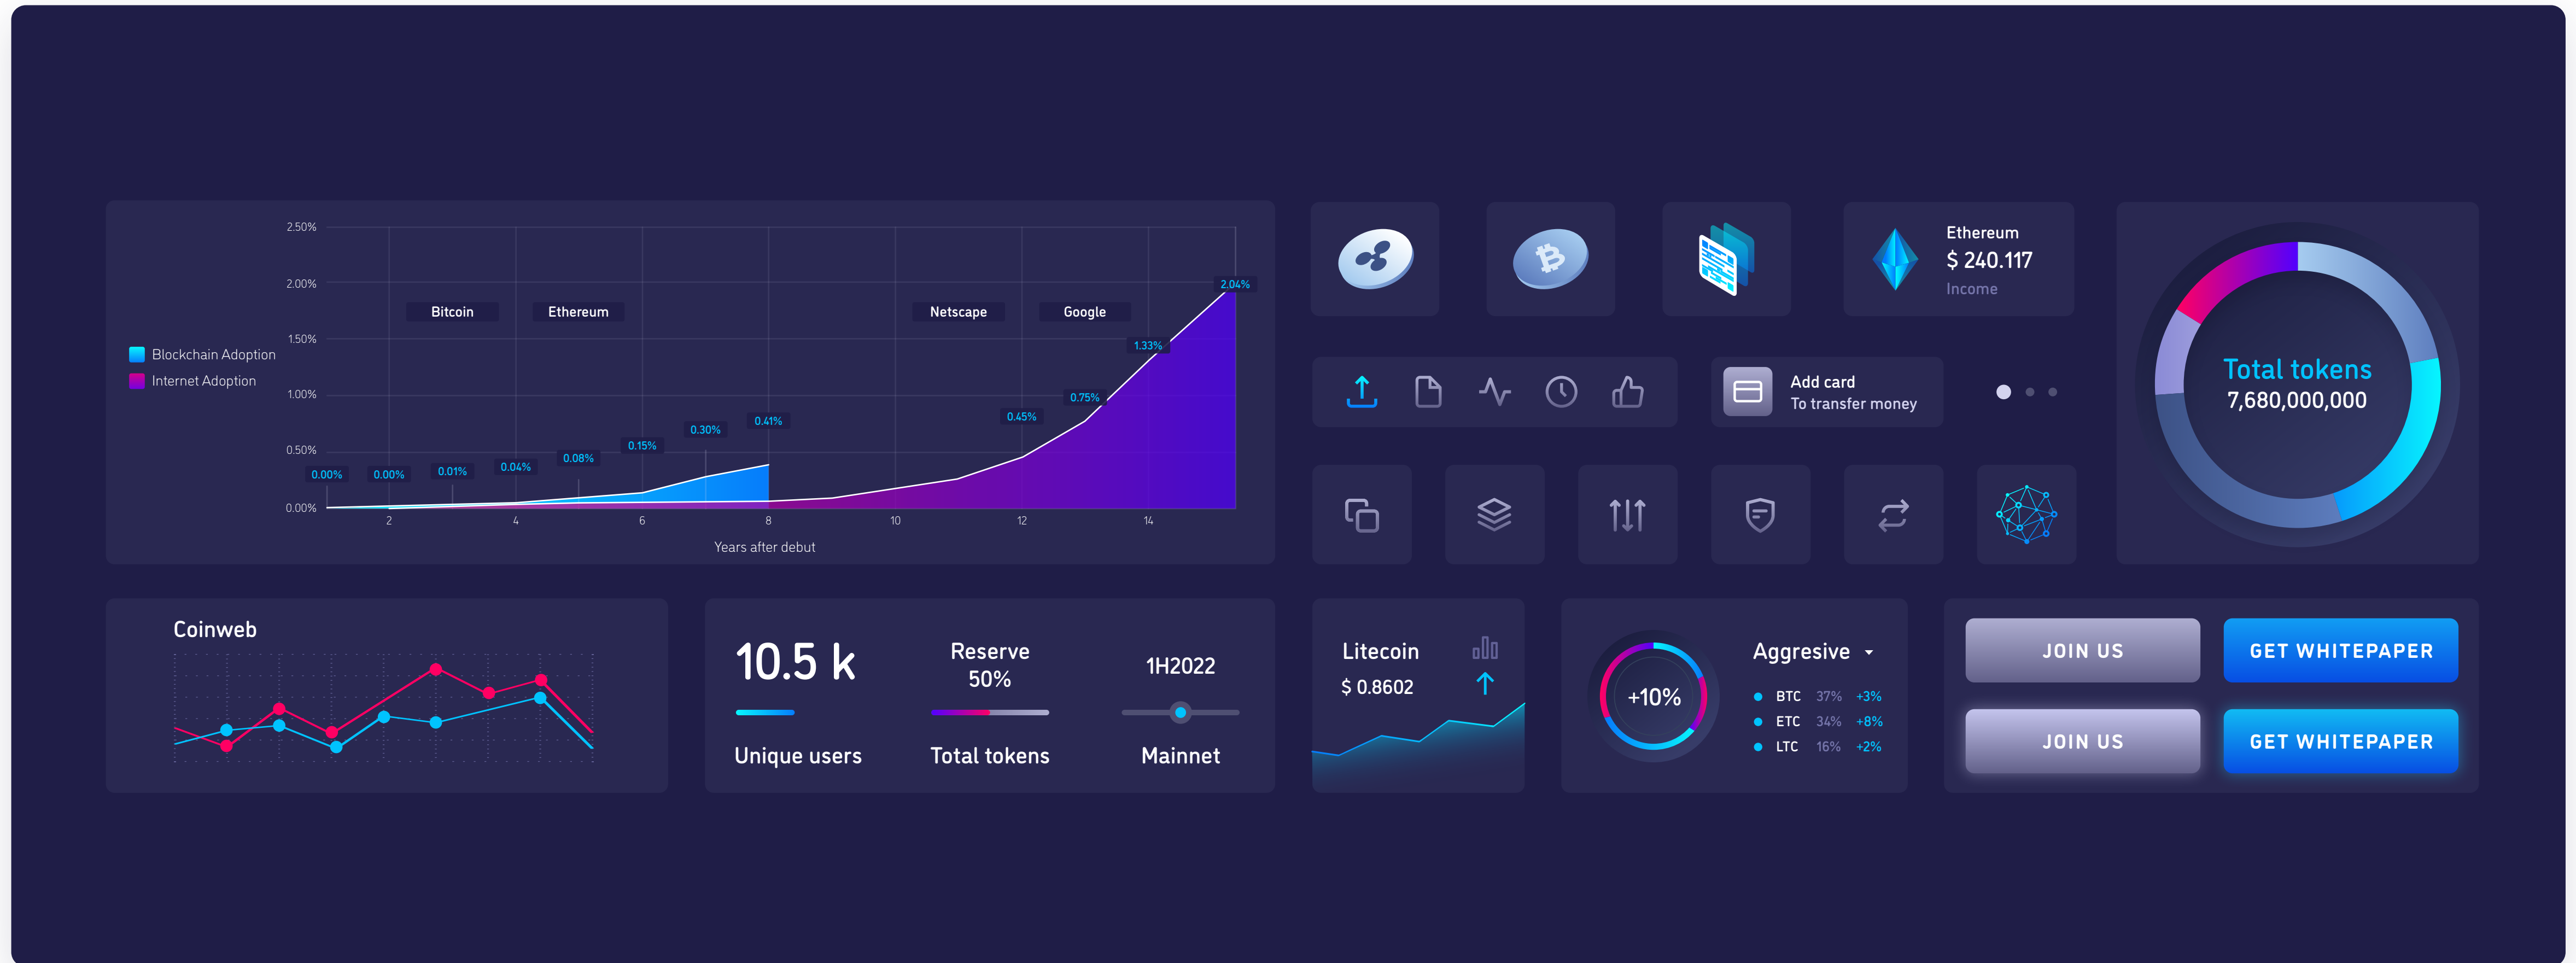 2.50%
2.00%
1.50%
1.00%
0.50%
0.00%
Blockchain Adoption
Internet Adoption
Bitcoin
Ethereum
Netscape
Google
0.00%
0.00%
0.01%
0.04%
0.08%
0.15%
0.30%
0.41%
0.45%
0.75%
1.33%
2.04%
2
4
6
8
10
12
14
Years after debut
Ethereum
$ 240.117
Income
Add card
To transfer money
Total tokens
7,680,000,000
Coinweb
10.5 k
Unique users
Reserve
50%
Total tokens
1H2022
Mainnet
Litecoin
$ 0.8602
+10%
Aggresive
BTC 37% +3%
ETC 34% +8%
LTC 16% +2%
JOIN US
GET WHITEPAPER
JOIN US
GET WHITEPAPER